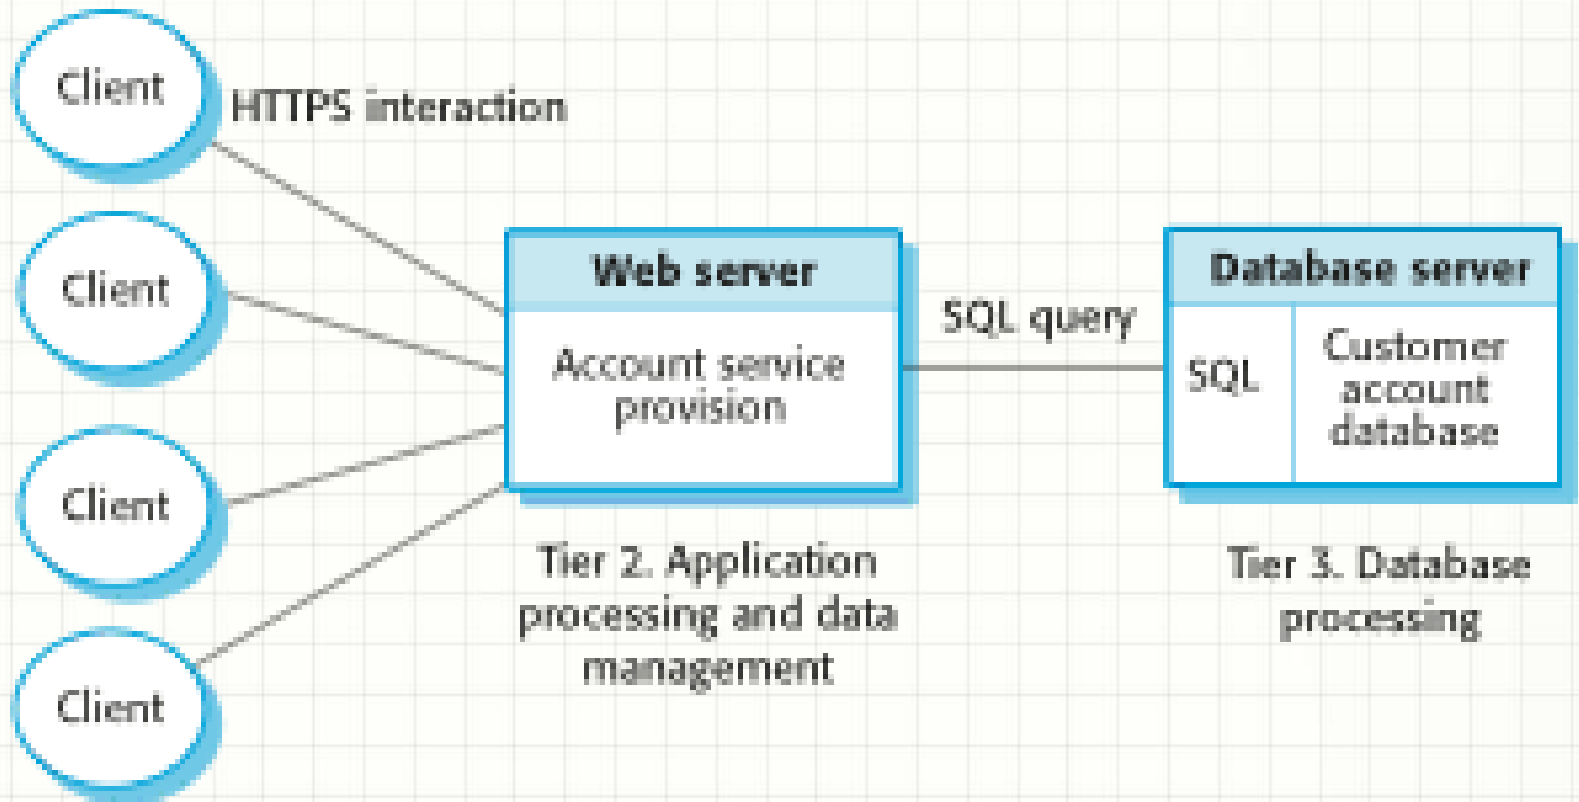 Client
HTTPS interaction
Client
Client
Client
Web server
Account service
provision
SQL query
Database server
SQL
Customer
account
database
Tier 2. Application
processing and data
management
Tier 3. Database
processing